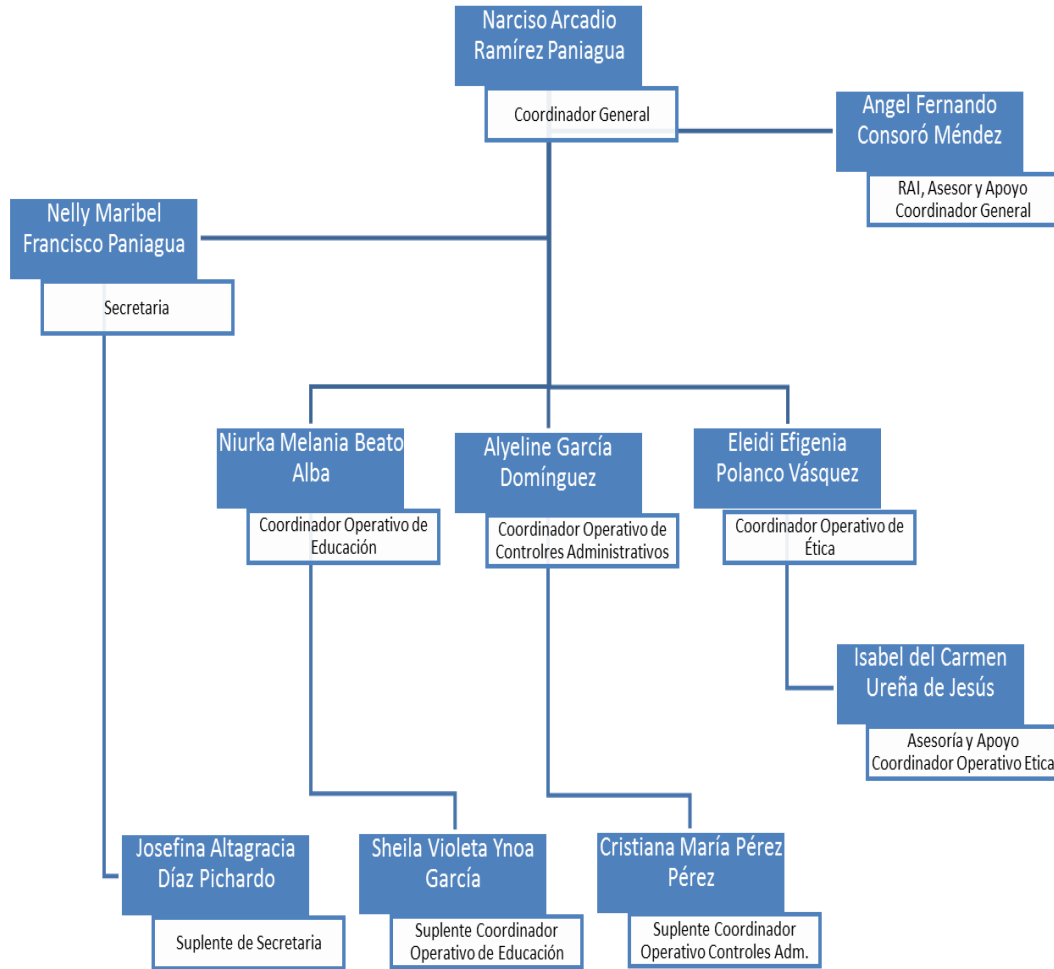 Narciso Arcadio
Ramírez Paniagua
Coordinador General
Angel Fernando
Consoró Méndez
RAI, Asesor y Apoyo
Coordinador General
Nelly Maribel
Francisco Paniagua
Secretaria
Niurka Melania Beato
Alba
Coordinador Operativo de
Educación
Alyeline García
Domínguez
Coordinador Operativo de
Controlres Administrativos
Eleidi Efigenia
Polanco Vásquez
Coordinador Operativo de
Ética
Isabel del Carmen
Ureña de Jesús
Asesoría y Apoyo
Coordinador Operativo Etica
Josefina Altagracia
Díaz Pichardo
Suplente de Secretaria
Sheila Violeta Ynoa
García
Suplente Coordinador
Operativo de Educación
Cristiana María Pérez
Pérez
Suplente Coordinador
Operativo Controles Adm.